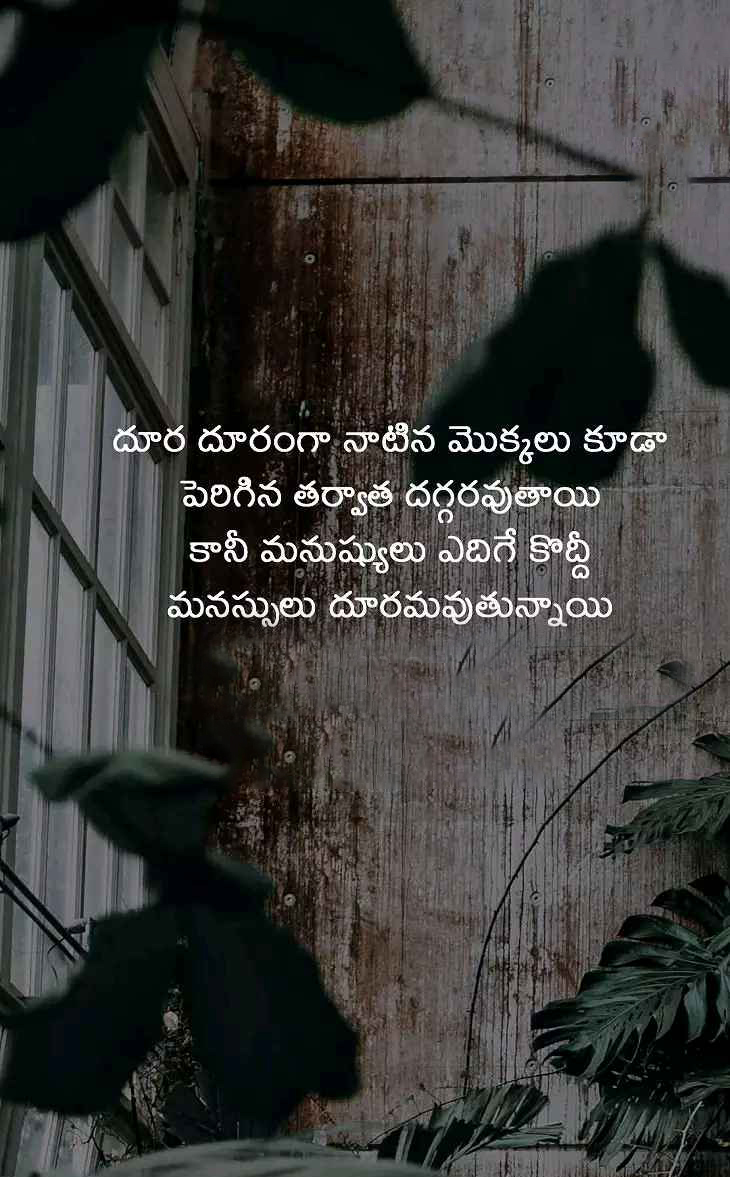 దూర దూరంగా నాటిన మొక్కలు కూడా
పెరిగిన తర్వాత దగ్గరవుతాయి
కానీ మనుష్యులు ఎదిగే కొద్దీ
మనస్సులు దూరమవుతున్నాయి